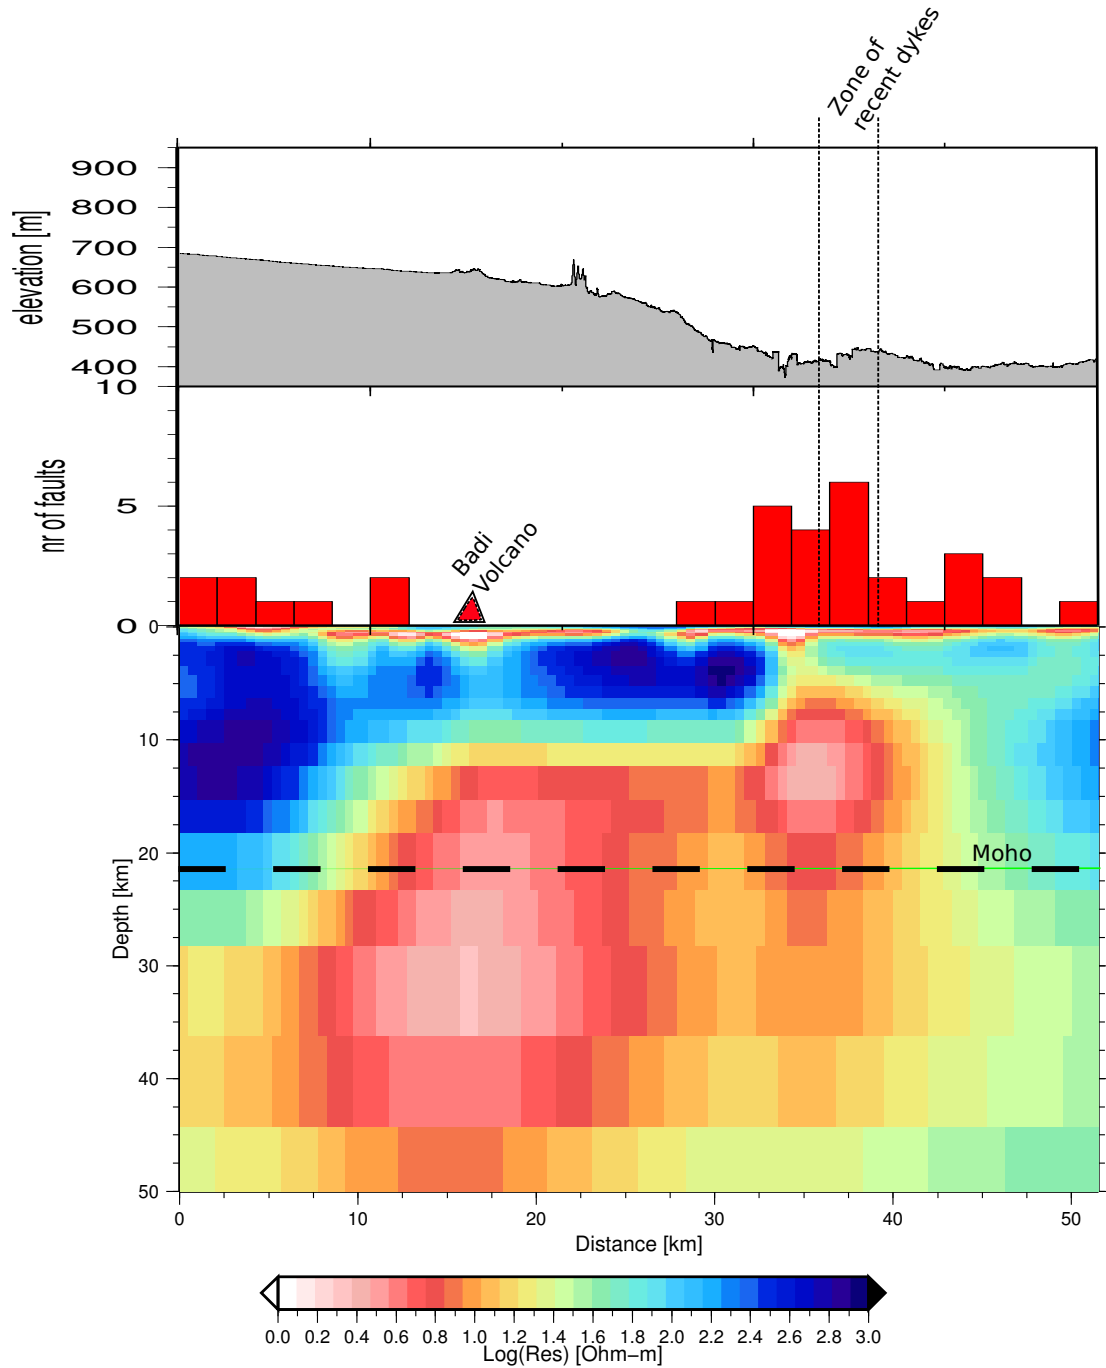 Zone of
recent dykes
900
800
700
600
500
400
elevation [m]
10
5
0
nr of faults
Badi
Volcano
0
10
20
30
40
50
Depth [km]
Moho
0
10
20
30
40
50
Distance [km]
0.0 0.2 0.4 0.6 0.8 1.0 1.2 1.4 1.6 1.8 2.0 2.2 2.4 2.6 2.8 3.0
Log(Res) [Ohm−m]